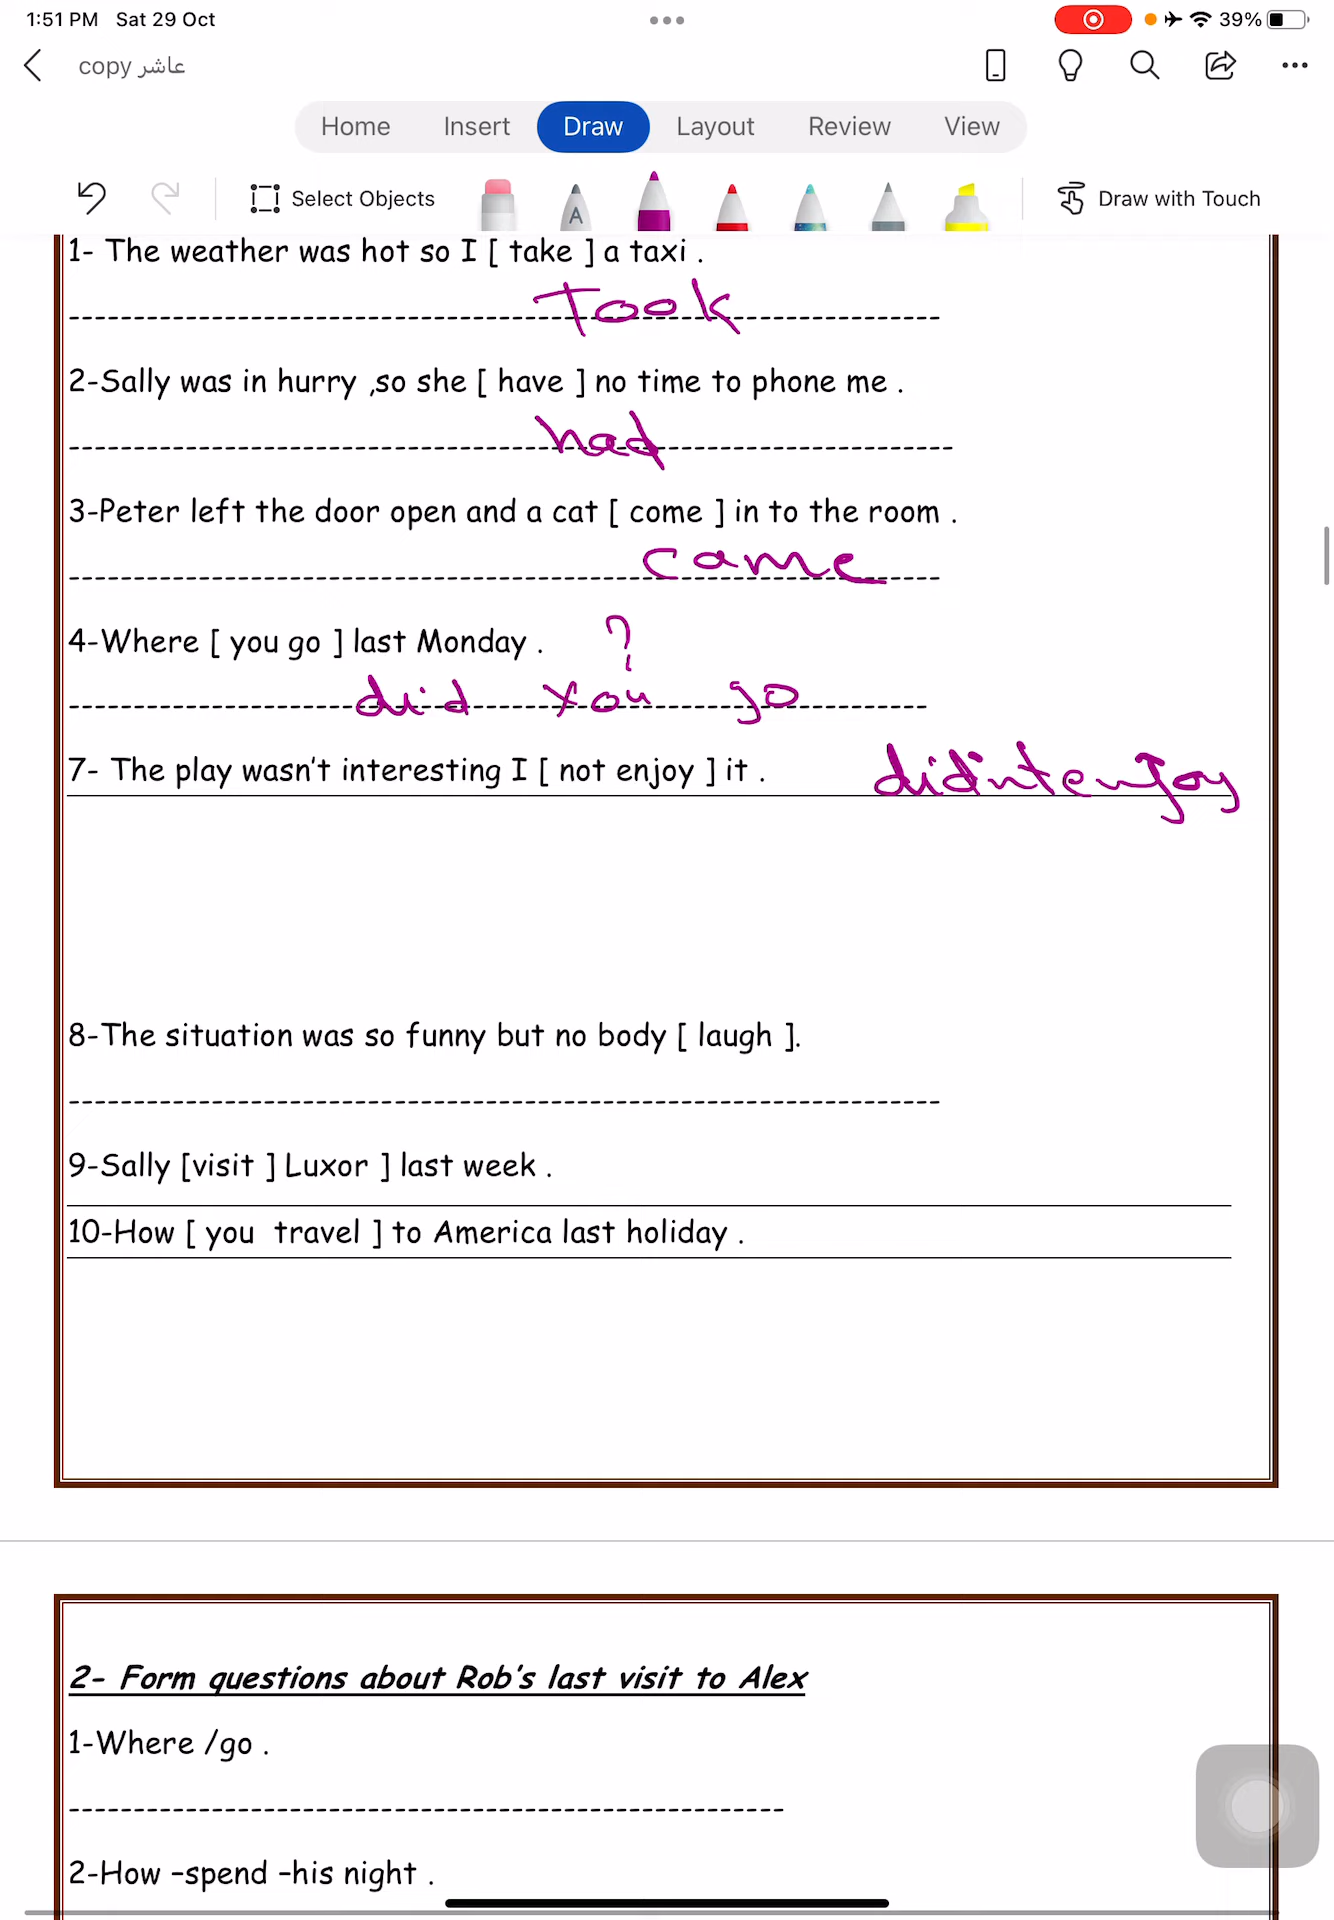 1:51 PM Sat 29 Oct
39%
copy عاشر
Home Insert Draw Layout Review View
Select Objects
A
Draw with Touch
1- The weather was hot so I [ take ] a taxi .
Took
2-Sally was in hurry ,so she [ have ] no time to phone me .
had
3-Peter left the door open and a cat [ come ] in to the room .
came
4-Where [ you go ] last Monday . ?
did you go
7- The play wasn't interesting I [ not enjoy ] it . didintenjoy
8-The situation was so funny but no body [ laugh ].
9-Sally [visit ] Luxor ] last week .
10-How [ you travel ] to America last holiday .
2- Form questions about Rob's last visit to Alex
1-Where /go .
2-How –spend –his night .